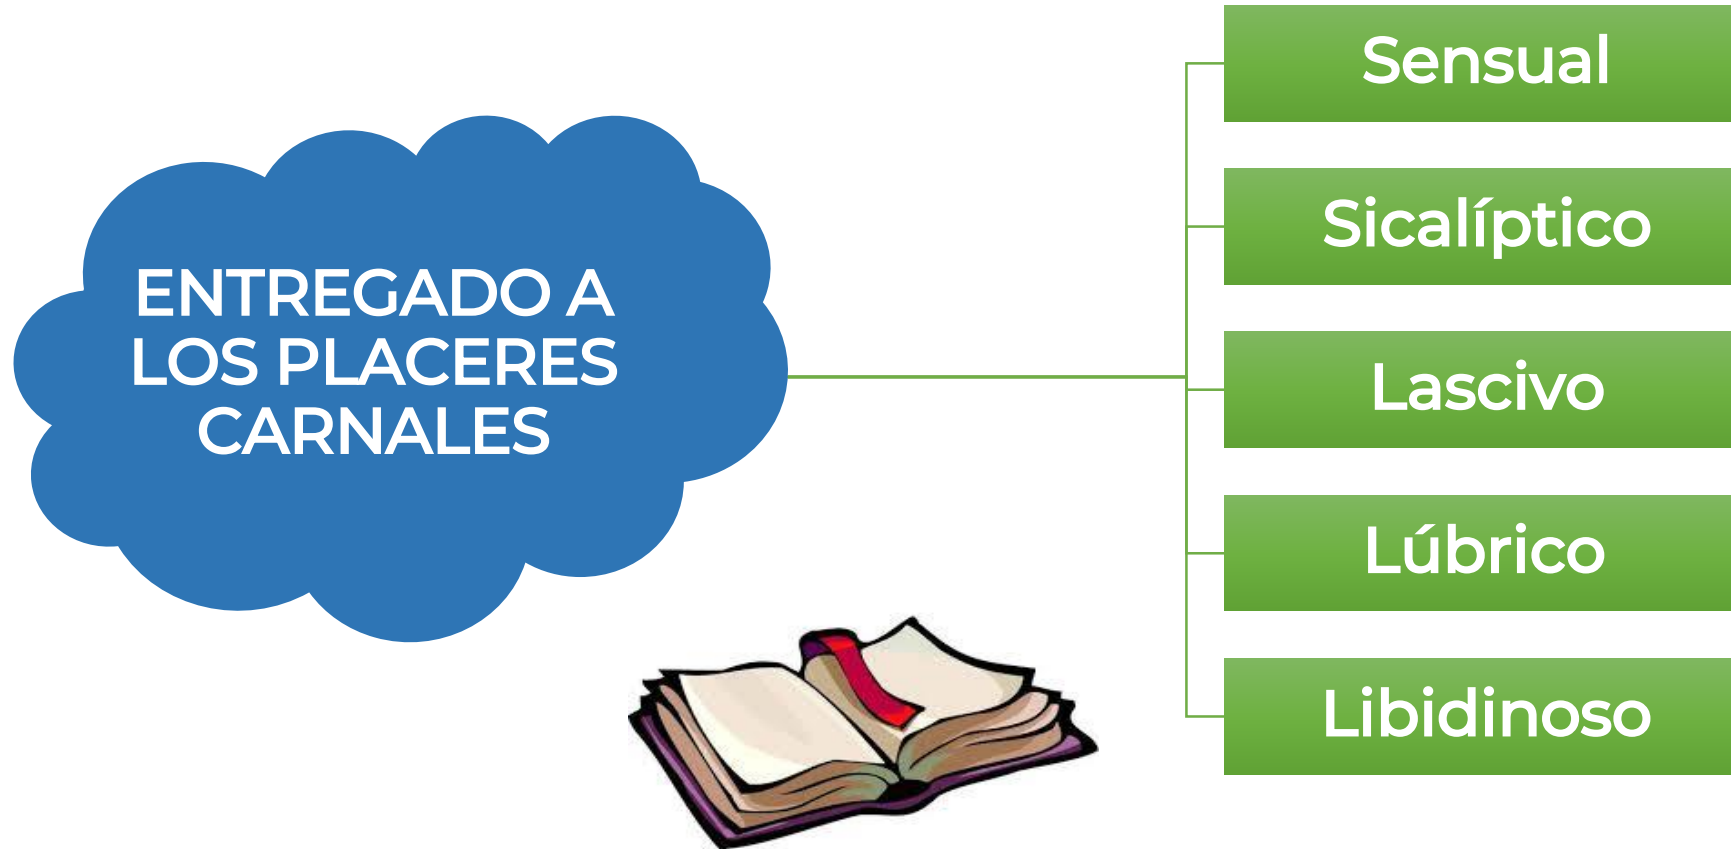 ENTREGADO A
LOS PLACERES
CARNALES
Sensual
Sicalíptico
Lascivo
Lúbrico
Libidinoso